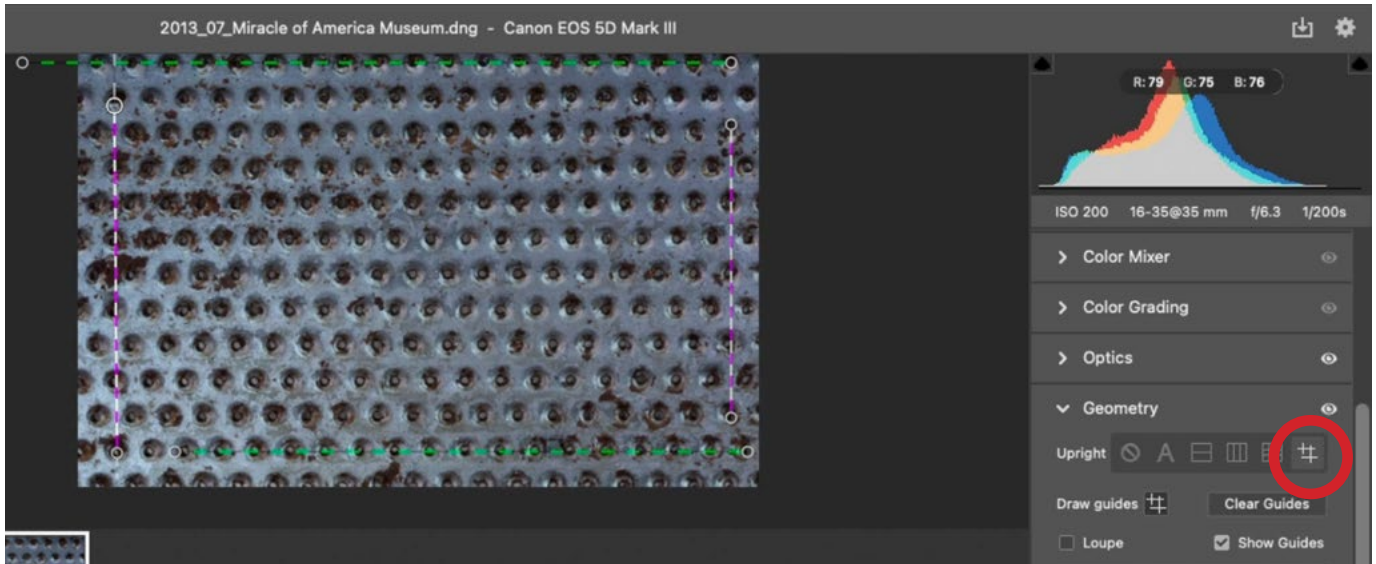 2013_07_Miracle of America Museum.dng - Canon EOS 5D Mark III
R: 79 G: 75 B: 76
ISO 200 16-35@35 mm f/6.3 1/200s
Color Mixer
Color Grading
Optics
Geometry
Upright A
Draw guides Clear Guides
Loupe Show Guides